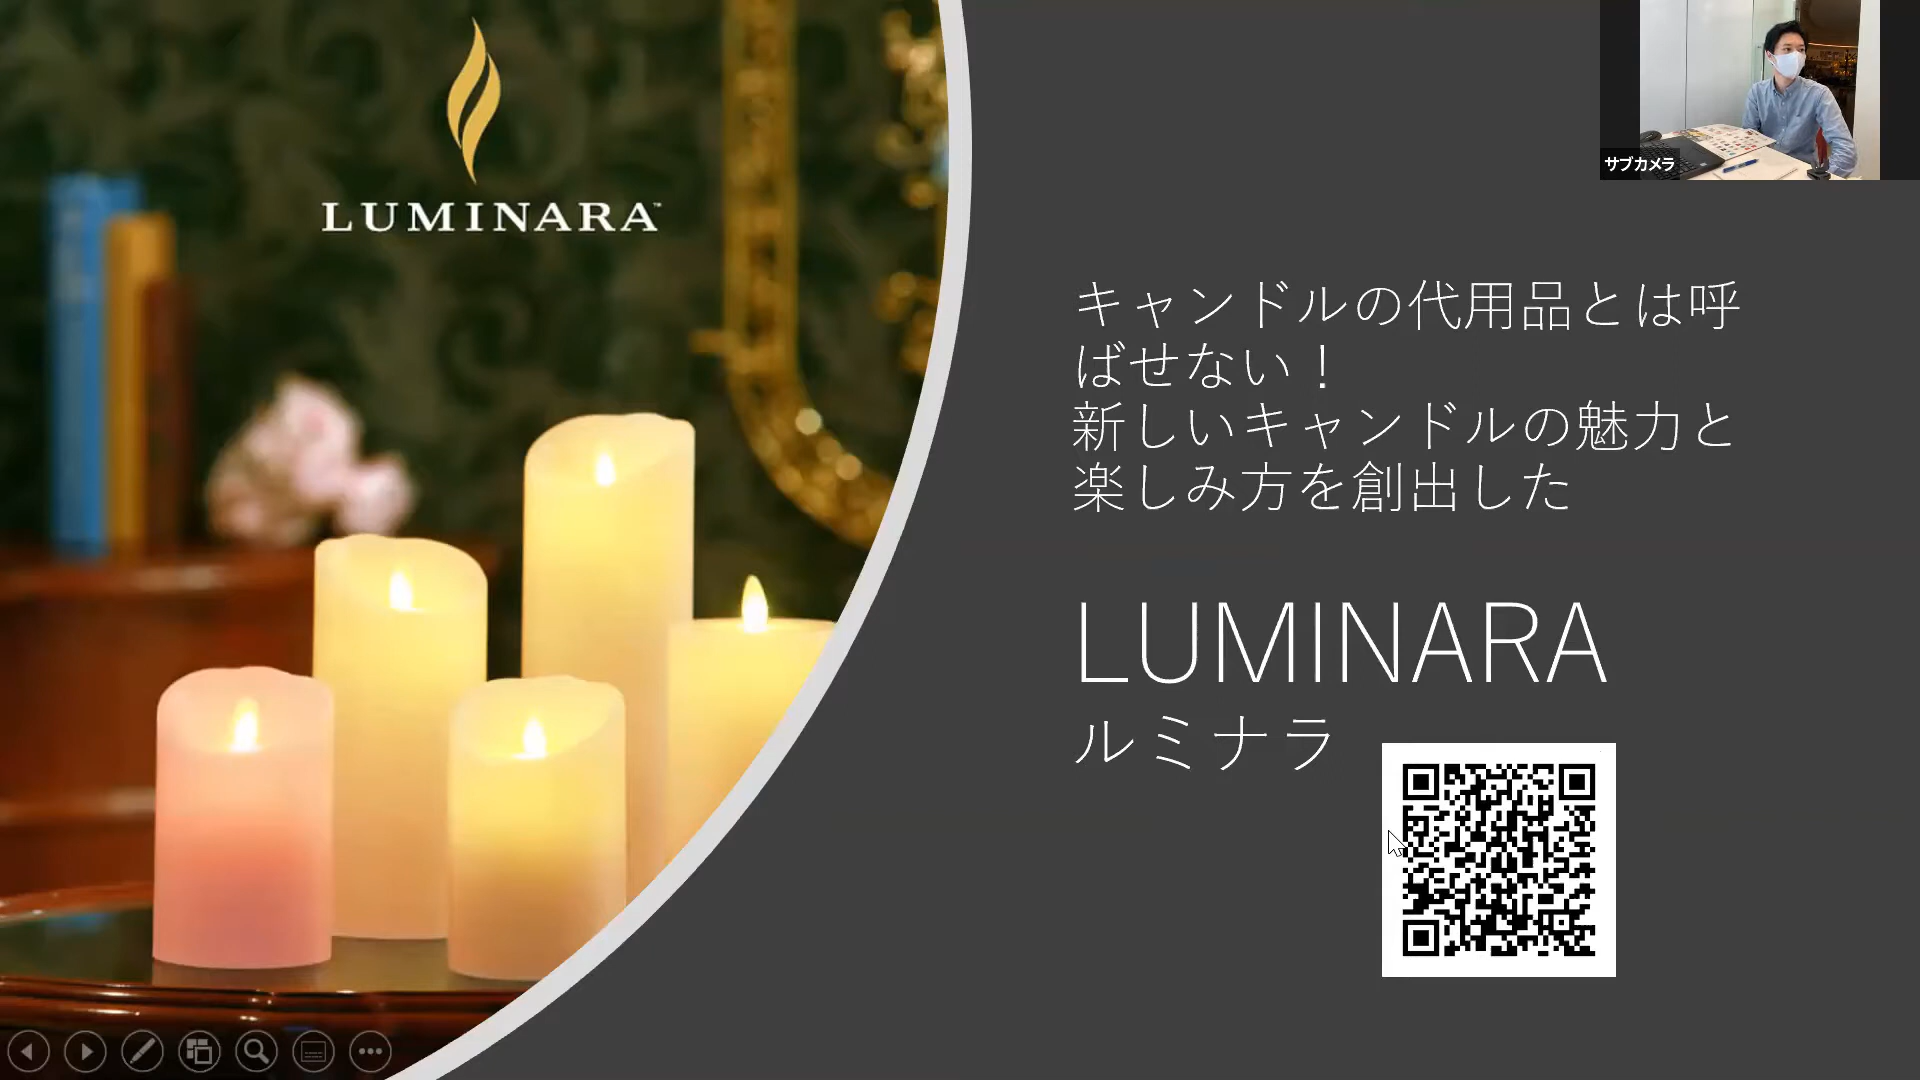 LUMINARA™
サブカメラ
キャンドルの代用品とは呼
ばせない！
新しいキャンドルの魅力と
楽しみ方を創出した
LUMINARA
ルミナラ